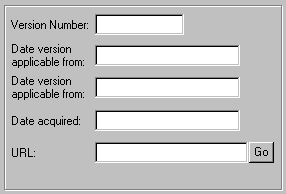 Version Number:
Date version
applicable from:
Date version
applicable from:
Date acquired:
URL:
Go